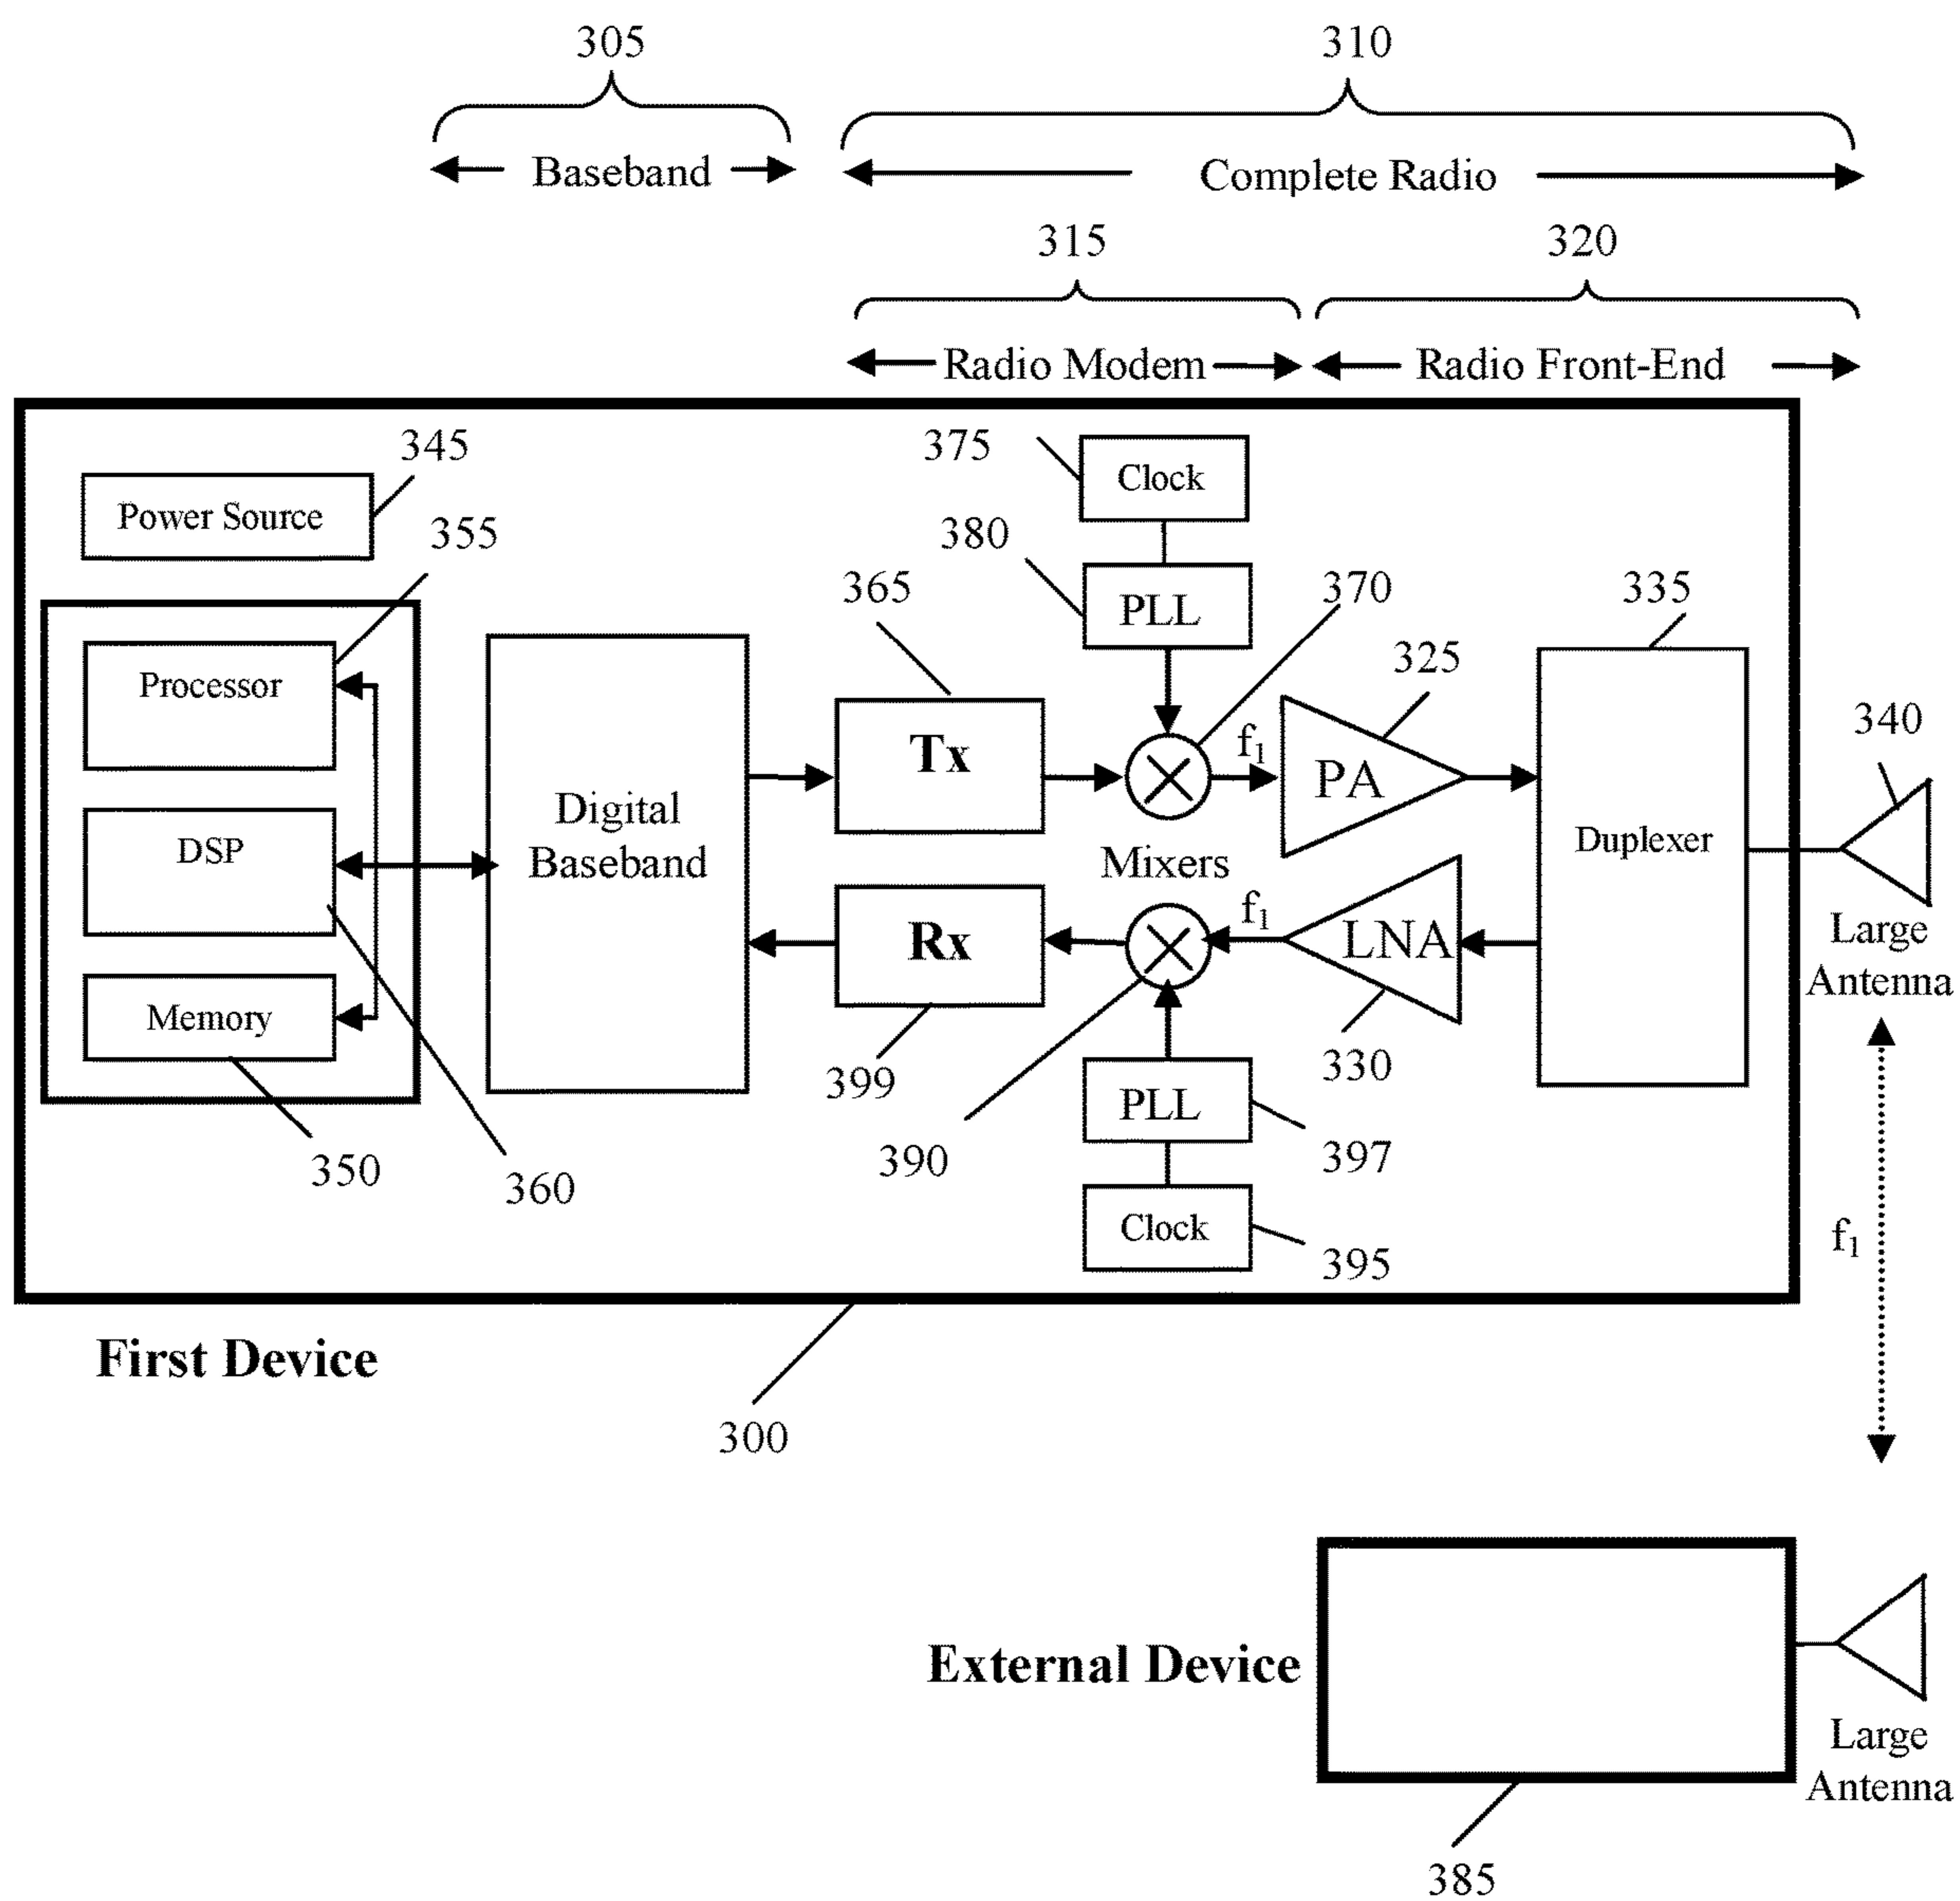 305
310
Baseband
Complete Radio
315
320
Radio Modem
Radio Front-End
345
375
Clock
Power Source
355
380
365
PLL
370
335
Processor
325
340
Tx
f₁
PA
Digital
Baseband
DSP
Mixers
Duplexer
f₁
Large
Antenna
Rx
LNA
Memory
399
330
PLL
350
360
390
397
Clock
395
f₁
First Device
300
External Device
Large
Antenna
385